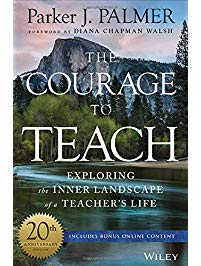 Parker J. PALMER
FOREWORD BY DIANA CHAPMAN WALSH
THE
COURAGE
TO
TEACH
EXPLORING
the INNER LANDSCAPE
of a TEACHER'S LIFE
20th
ANNIVERSARY
EDITION
INCLUDES BONUS ONLINE CONTENT
WILEY